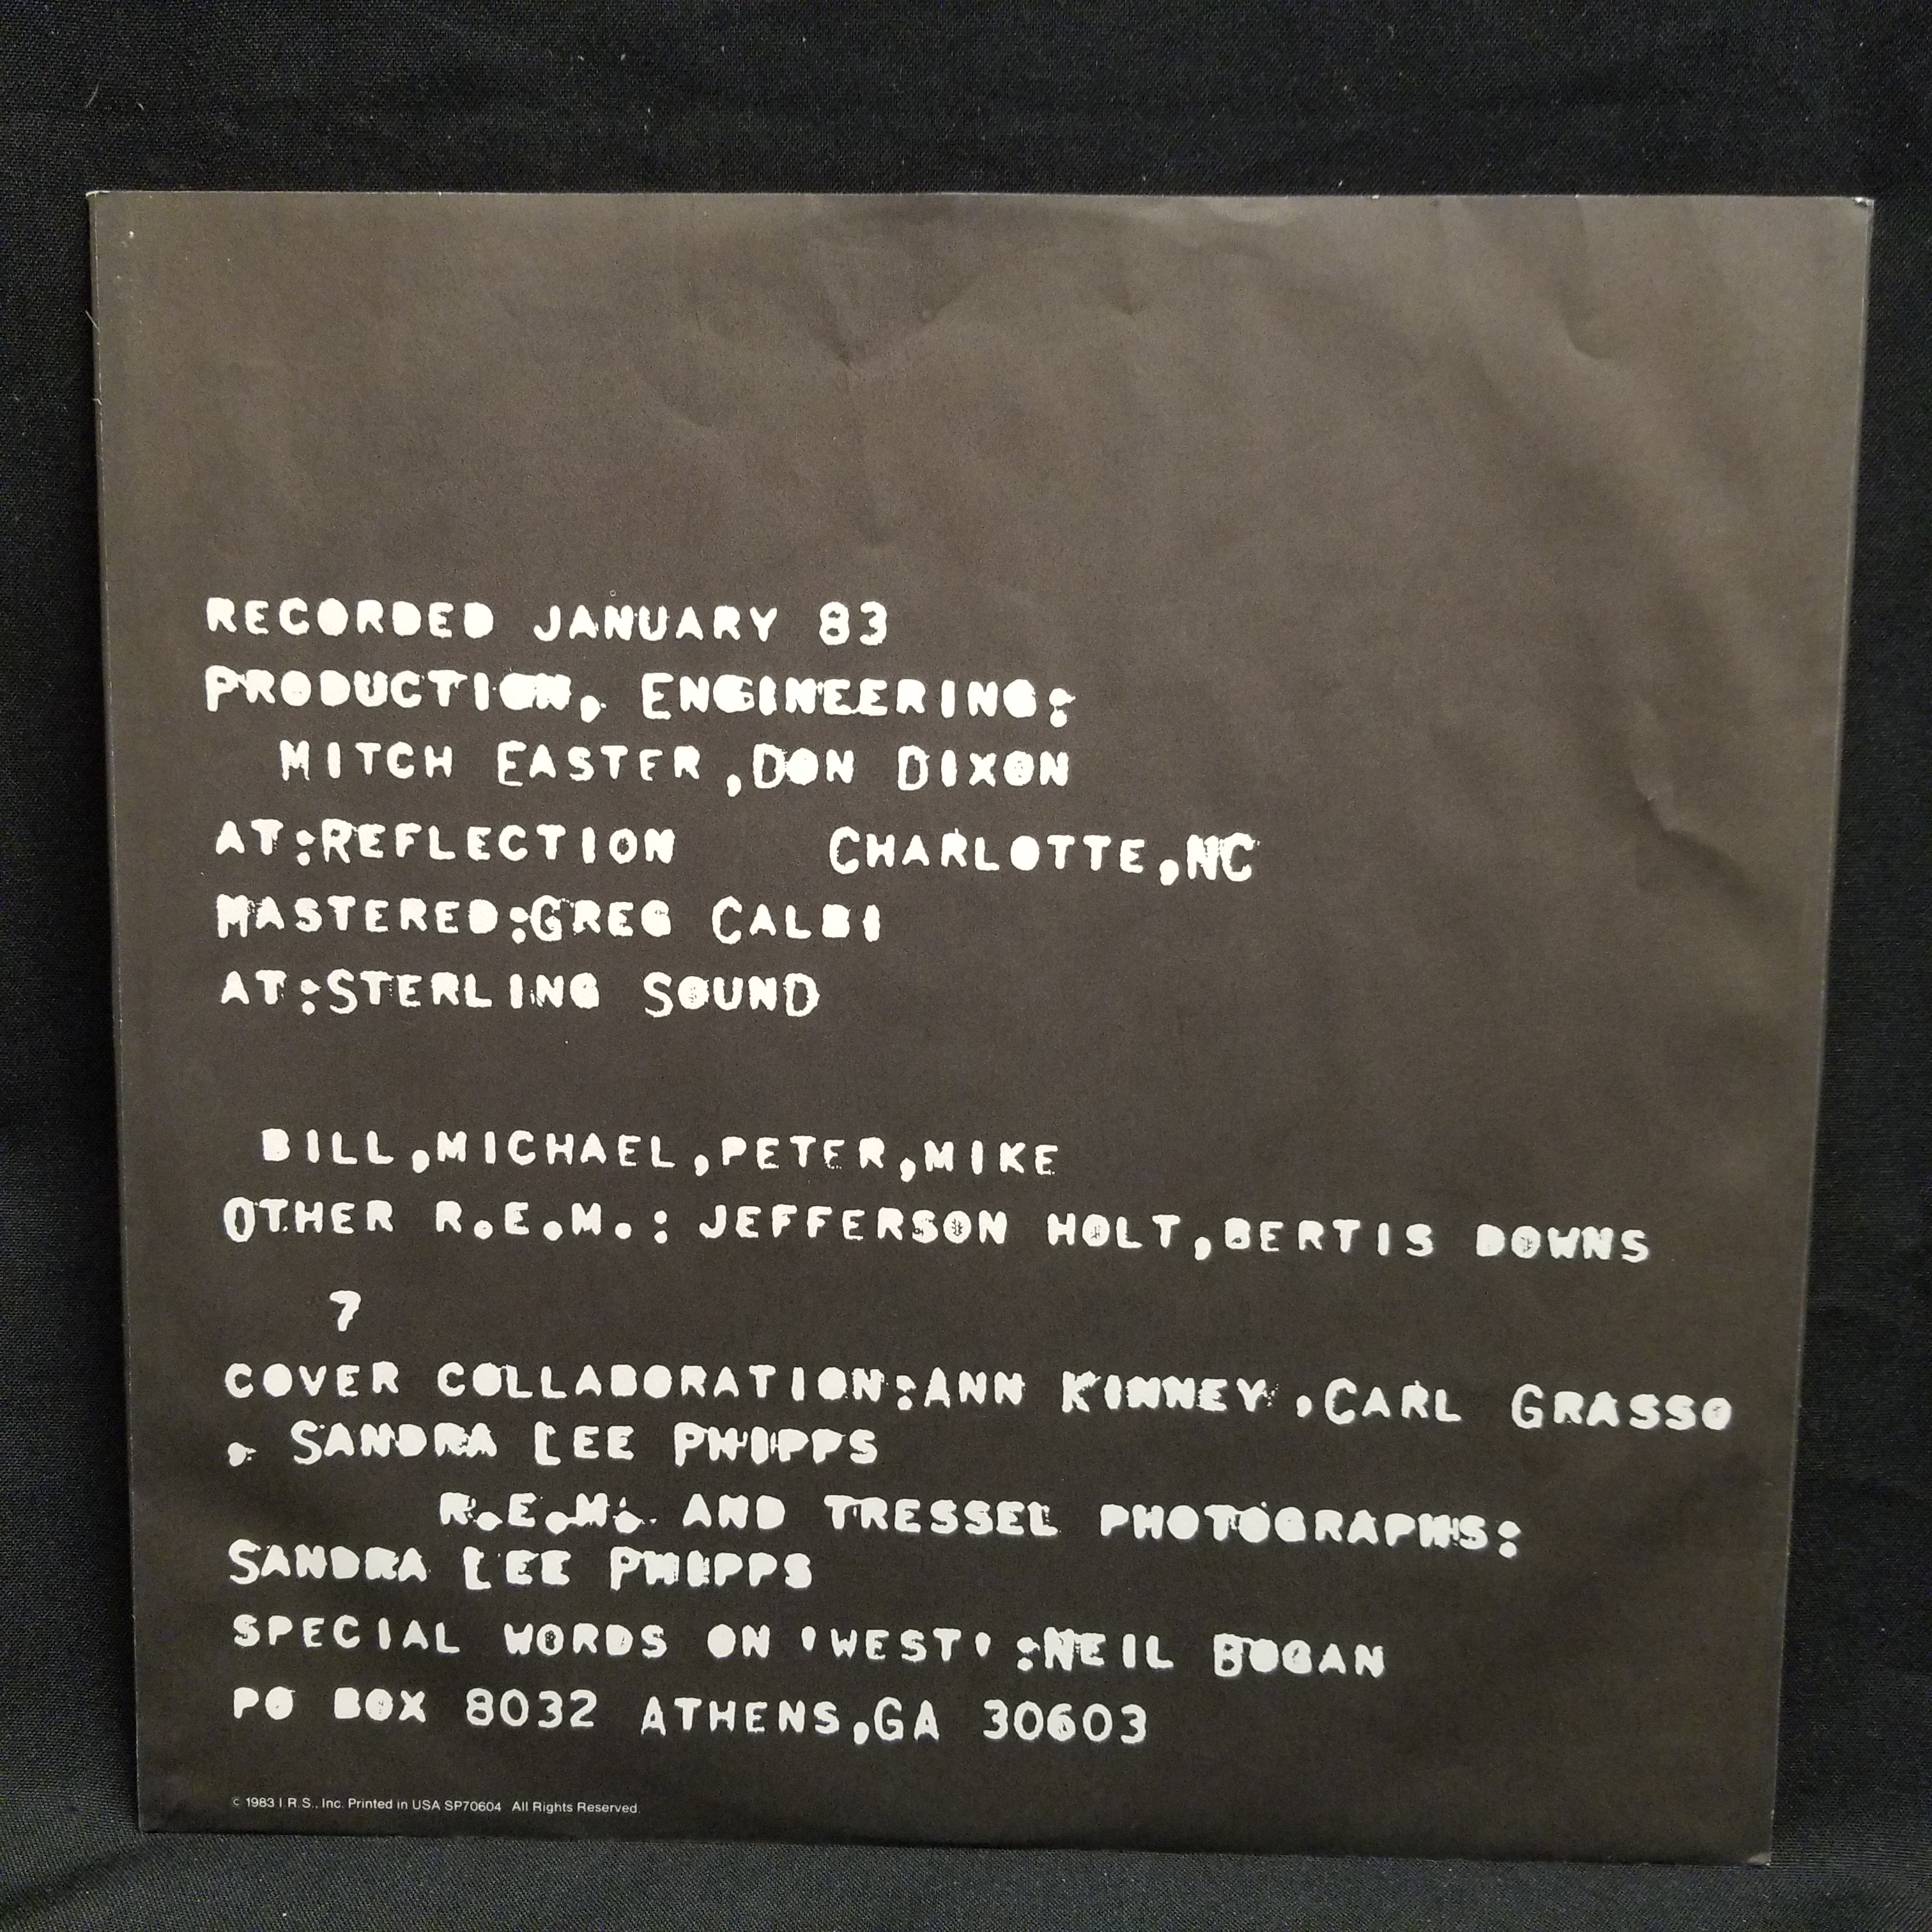 RECORDED JANUARY 83
PRODUCTION, ENGINEERING:
MITCH EASTER ,DON DIXON
AT:REFLECTION CHARLOTTE,NC
MASTERED:GREG CALBI
AT:STERLING SOUND
BILL,MICHAEL,PETER,MIKE
OTHER R.E.M.: JEFFERSON HOLT,BERTIS DOWNS
7
COVER COLLABORATION:ANN KINNEY ,CARL GRASSO
, SANDRA LEE PHIPPS
R.E.M. AND TRESSEL PHOTOGRAPHS:
SANDRA LEE PHIPPS
SPECIAL WORDS ON 'WEST' :NEIL BOGAN
PO BOX 8032 ATHENS,GA 30603
© 1983 I.R.S., Inc. Printed in USA SP70604 All Rights Reserved.